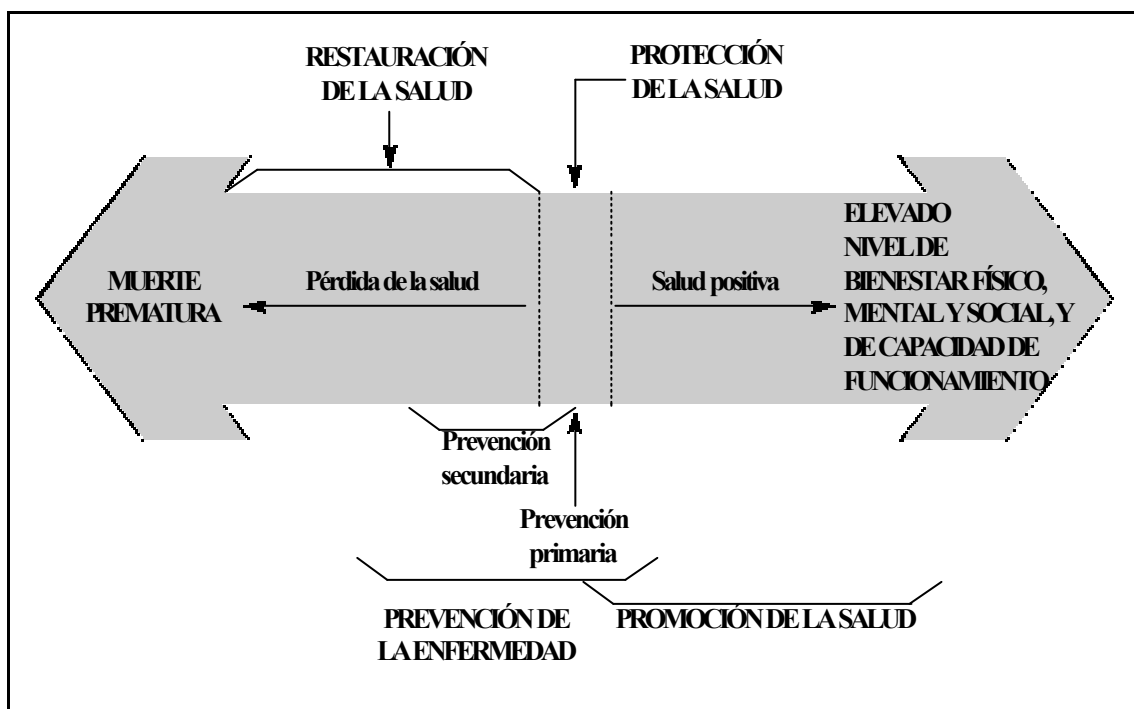 RESTAURACIÓN
DE LA SALUD
PROTECCIÓN
DE LA SALUD
MUERTE
PREMATURA
Pérdida de la salud
Salud positiva
ELEVADO
NIVEL DE
BIENESTAR FÍSICO,
MENTAL Y SOCIAL, Y
DE CAPACIDAD DE
FUNCIONAMIENTO
Prevención
secundaria
Prevención
primaria
PREVENCIÓN DE
LA ENFERMEDAD
PROMOCIÓN DE LA SALUD